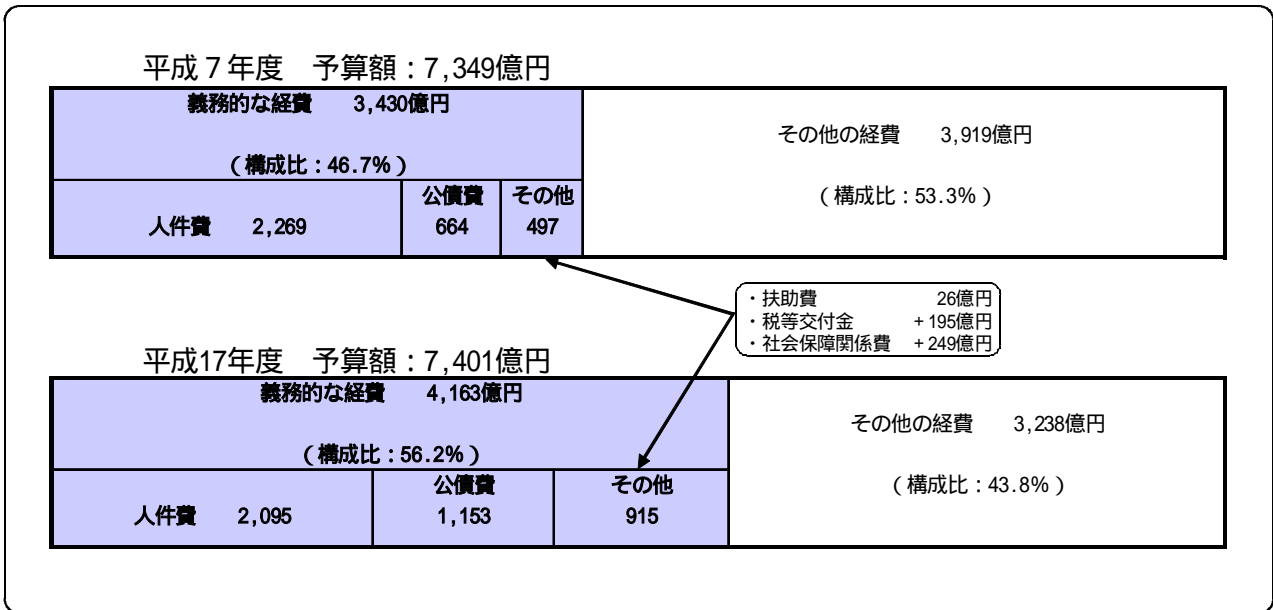 平成７年度　予算額：7,349億円
義務的な経費　3,430億円
（構成比：46.7%）
人件費　2,269
公債費
664
その他
497
その他の経費　3,919億円
（構成比：53.3%）
・扶助費　26億円
・税等交付金　+195億円
・社会保障関係費　+249億円
平成17年度　予算額：7,401億円
義務的な経費　4,163億円
（構成比：56.2%）
人件費　2,095
公債費
1,153
その他
915
その他の経費　3,238億円
（構成比：43.8%）